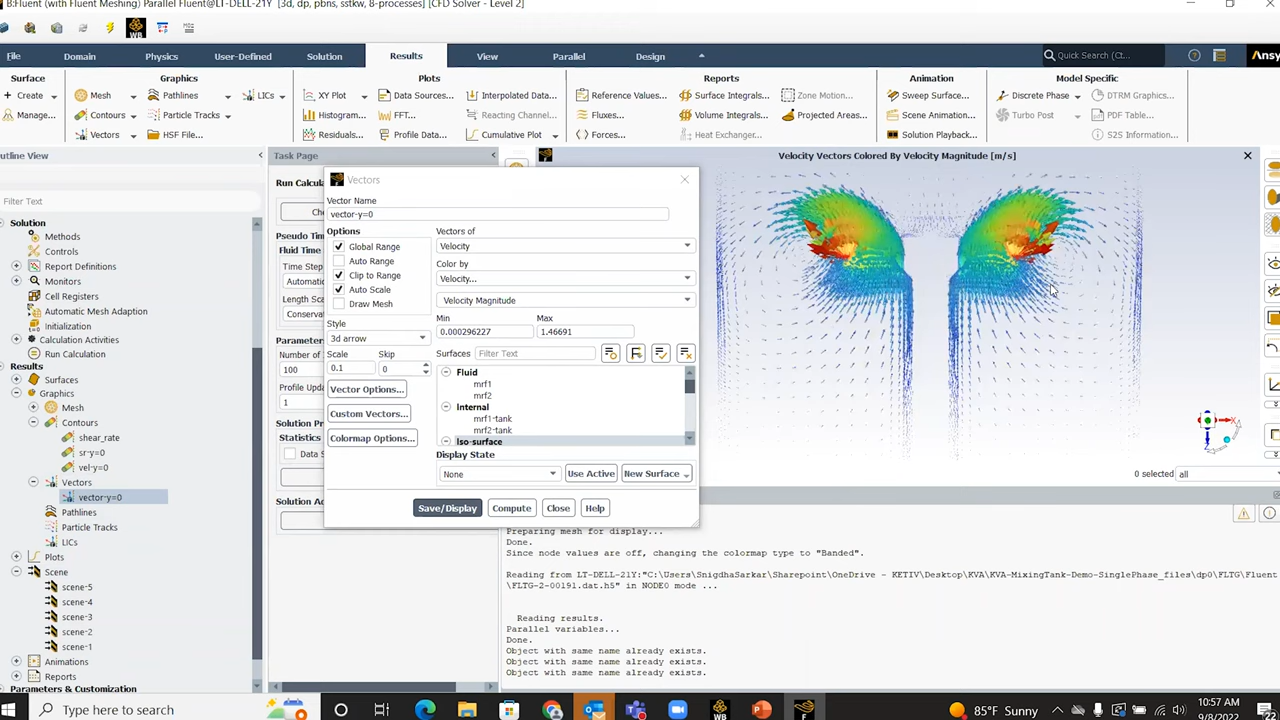 B:Fluent (with Fluent Meshing) Parallel Fluent@LT-DELL-21Y [3d, dp, pbns, sstkw, 8-processes] [CFD Solver - Level 2]
File Domain Physics User-Defined Solution Results View Parallel Design Quick Search (Ct... Ansy
Surface Graphics Plots Reports Animation Model Specific
Create Mesh Pathlines LICs XY Plot Data Sources... Interpolated Data... Reference Values... Surface Integrals... Zone Motion... Sweep Surface... Discrete Phase DTRM Graphics...
Manage... Contours Particle Tracks Histogram... FFT... Reacting Channel... Fluxes... Volume Integrals... Projected Areas... Scene Animation... Turbo Post PDF Table...
Vectors HSF File... Residuals... Profile Data... Cumulative Plot Forces... Heat Exchanger... Solution Playback... S2S Information...
utline View
Filter Text
Solution
Methods
Controls
Report Definitions
Monitors
Cell Registers
Automatic Mesh Adaption
Initialization
Calculation Activities
Run Calculation
Results
Surfaces
Graphics
Mesh
Contours
shear_rate
sr-y=0
vel-y=0
Vectors
vector-y=0
Pathlines
Particle Tracks
LICs
Plots
Scene
scene-5
scene-4
scene-3
scene-2
scene-1
Animations
Reports
Parameters & Customization
Task Page
Run Calcula
Che
Pseudo Tim
Fluid Time
Time Step
Automatic
Length Sca
Conserva
Parameter
Number of
100
Profile Upda
1
Solution Pr
Statistics
Data S
Solution Ad
Vectors
Vector Name
vector-y=0
Options
Global Range
Auto Range
Clip to Range
Auto Scale
Draw Mesh
Style
3d arrow
Scale Skip
0.1 0
Vector Options...
Custom Vectors...
Colormap Options...
Vectors of
Velocity
Color by
Velocity...
Velocity Magnitude
Min Max
0.000296227 1.46691
Surfaces Filter Text
Fluid
mrf1
mrf2
Internal
mrf1-tank
mrf2-tank
Iso-surface
Display State
None Use Active New Surface
Save/Display Compute Close Help
Velocity Vectors Colored By Velocity Magnitude [m/s]
0 selected all
Preparing mesh for display...
Done.
Since node values are off, changing the colormap type to "Banded".
Reading from LT-DELL-21Y:"C:\Users\SnigdhaSarkar\Sharepoint\OneDrive - KETIV\Desktop\KVA\KVA-MixingTank-Demo-SinglePhase_files\dp0\FLTG\Fluent
\FLTG-2-00191.dat.h5" in NODE0 mode ...
Reading results.
Parallel variables...
Done.
Object with same name already exists.
Object with same name already exists.
Object with same name already exists.
Type here to search
WB
85°F Sunny
10:57 AM